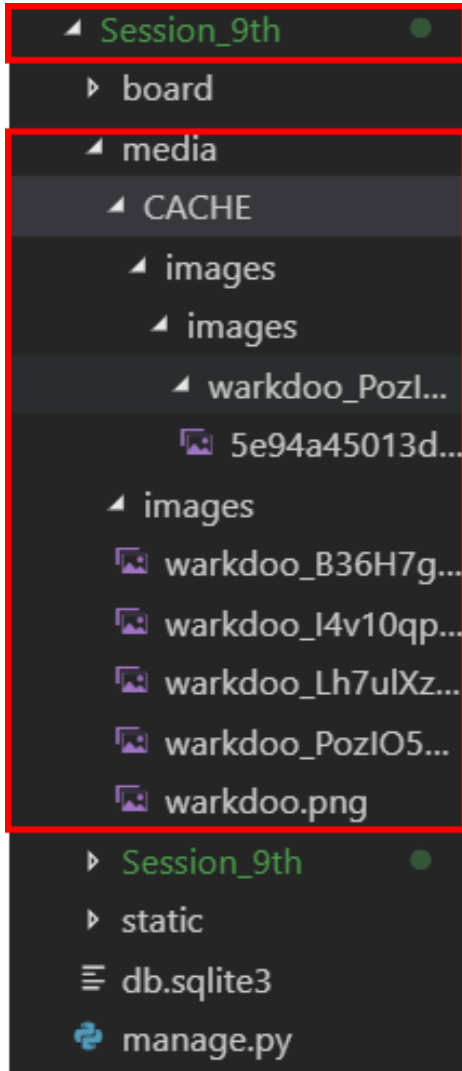 Session_9th
board
media
CACHE
images
images
warkdoo_PozI...
5e94a45013d...
images
warkdoo_B36H7g...
warkdoo_I4v10qp...
warkdoo_Lh7ulXz...
warkdoo_PozIO5...
warkdoo.png
Session_9th
static
db.sqlite3
manage.py